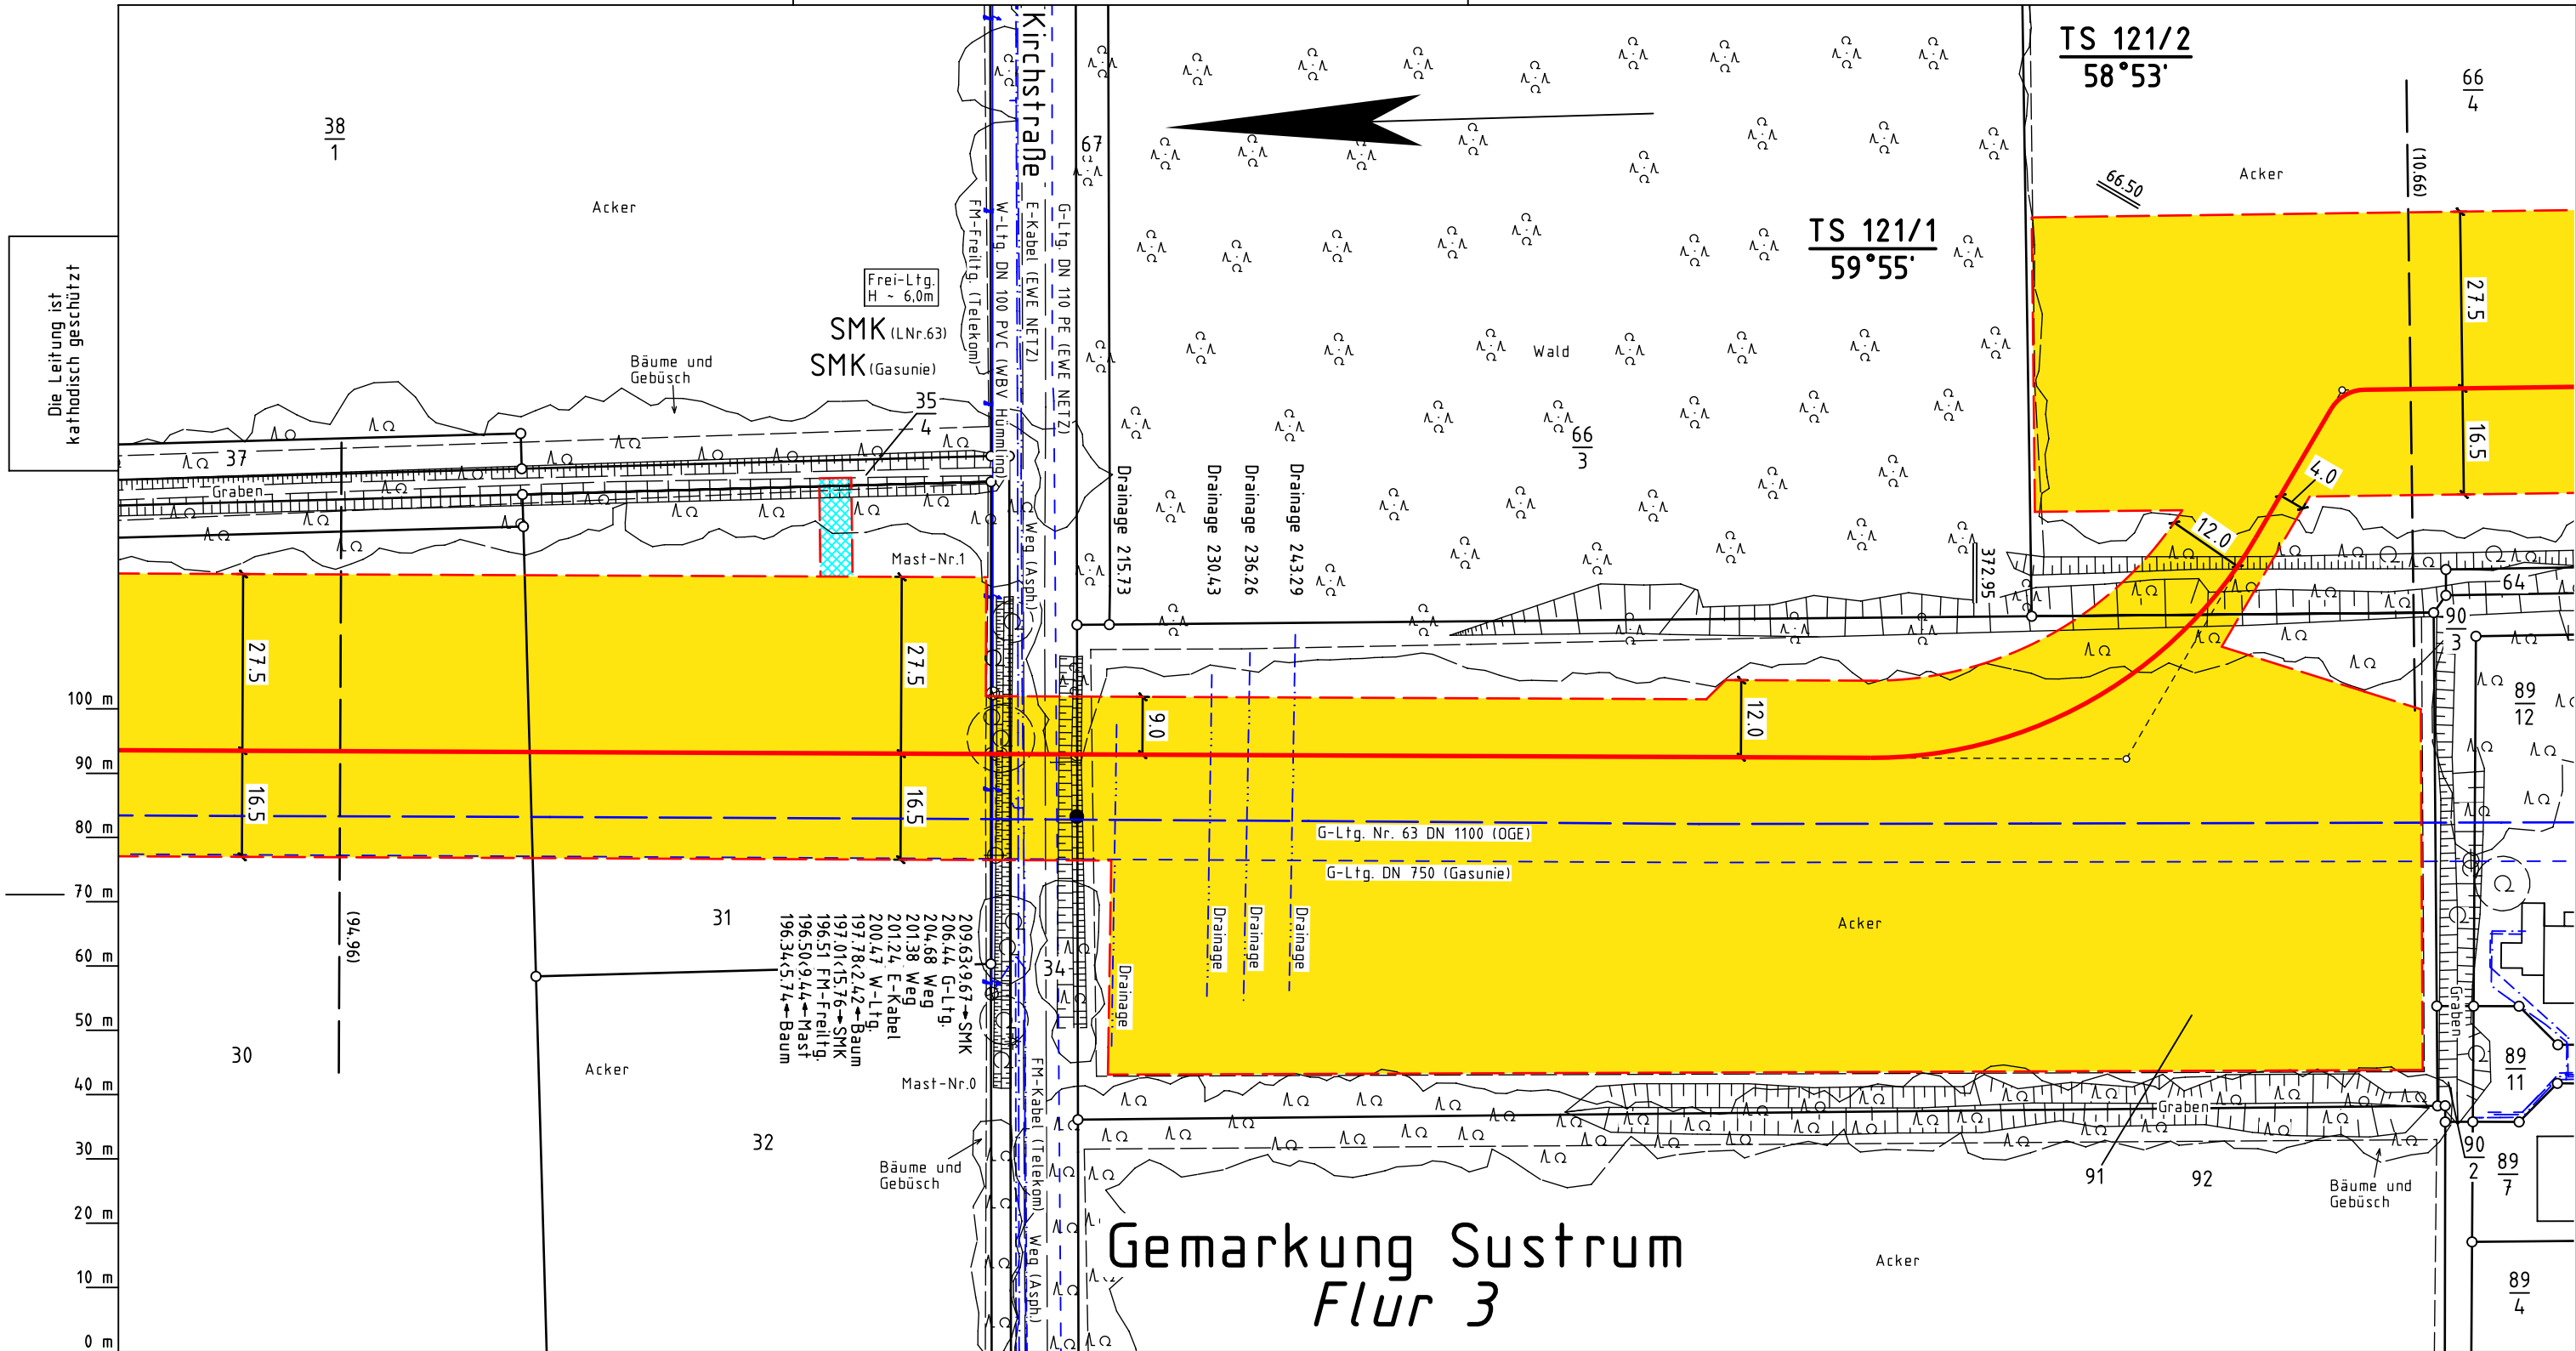 Die Leitung ist
kathodisch geschützt
100 m
90 m
80 m
70 m
60 m
50 m
40 m
30 m
20 m
10 m
0 m
38
1
Acker
Bäume und
Gebüsch
Frei-Ltg.
H ~ 6,0m
SMK (LNr.63)
SMK (Gasunie)
35
4
37
Graben
Mast-Nr.1
27.5
16.5
27.5
16.5
(94.96)
30
31
32
Acker
Mast-Nr.0
Bäume und
Gebüsch
209.63<9.67→SMK
206.44 G-Ltg.
204.68 Weg
201.38 Weg
201.24 E-Kabel
200.47 W-Ltg.
197.78<2.42←Baum
197.01<15.76→SMK
196.51 FM-Freiltg.
196.50<9.44←Mast
196.34<5.74←Baum
Kirchstraße
FM-Freiltg. (Telekom)
W-Ltg. DN 100 PVC (WBV Hümmling)
E-Kabel (EWE NETZ)
G-Ltg. DN 110 PE (EWE NETZ)
Weg (Asph.)
34
FM-Kabel (Telekom)
Weg (Asph.)
67
Drainage 215.73
Drainage 230.43
Drainage 236.26
Drainage 243.29
9.0
12.0
Drainage
Drainage
Drainage
Drainage
G-Ltg. Nr. 63 DN 1100 (OGE)
G-Ltg. DN 750 (Gasunie)
Wald
66
3
TS 121/1
59°55'
TS 121/2
58°53'
66
4
Acker
66.50
(10.66)
27.5
16.5
4.0
12.0
372.95
64
90
3
89
12
Acker
Graben
89
11
Graben
90
2
89
7
89
4
91
92
Bäume und
Gebüsch
Acker
Gemarkung Sustrum
Flur 3